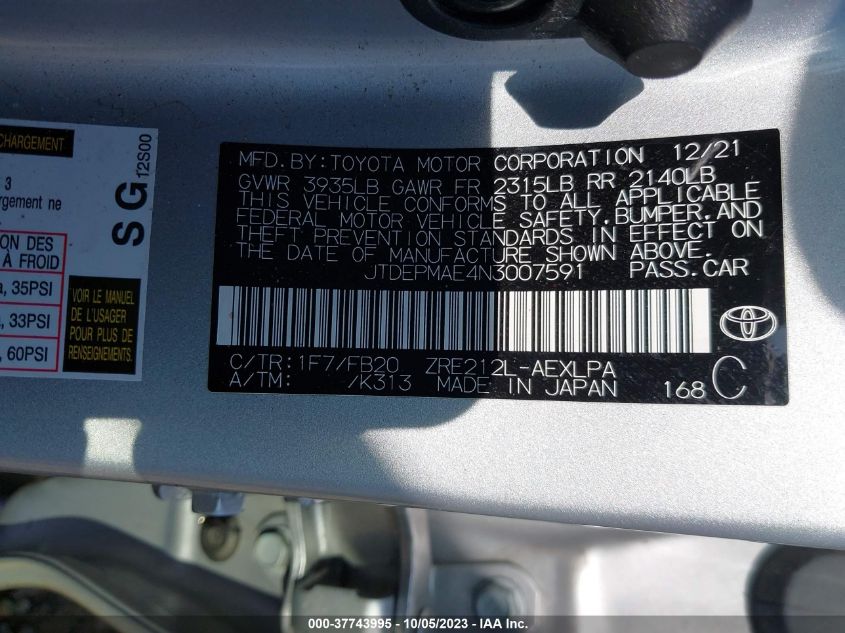 CHARGEMENT
3
rgement ne
ON DES
À FROID
a, 35PSI
a, 33PSI
, 60PSI
SG
12S00
VOIR LE MANUEL
DE L'USAGER
POUR PLUS DE
RENSEIGNEMENTS.
MFD. BY: TOYOTA MOTOR CORPORATION 12/21
GVWR 3935LB GAWR FR 2315LB RR 2140LB
THIS VEHICLE CONFORMS TO ALL APPLICABLE
FEDERAL MOTOR VEHICLE SAFETY, BUMPER, AND
THEFT PREVENTION STANDARDS IN EFFECT ON
THE DATE OF MANUFACTURE SHOWN ABOVE.
JTDEPMAE4N3007591 PASS. CAR
C/TR: 1F7/FB20 ZRE212L-AEXLPA
A/TM: /K313 MADE IN JAPAN 168 C
000-37743995 - 10/05/2023 - IAAI.COM